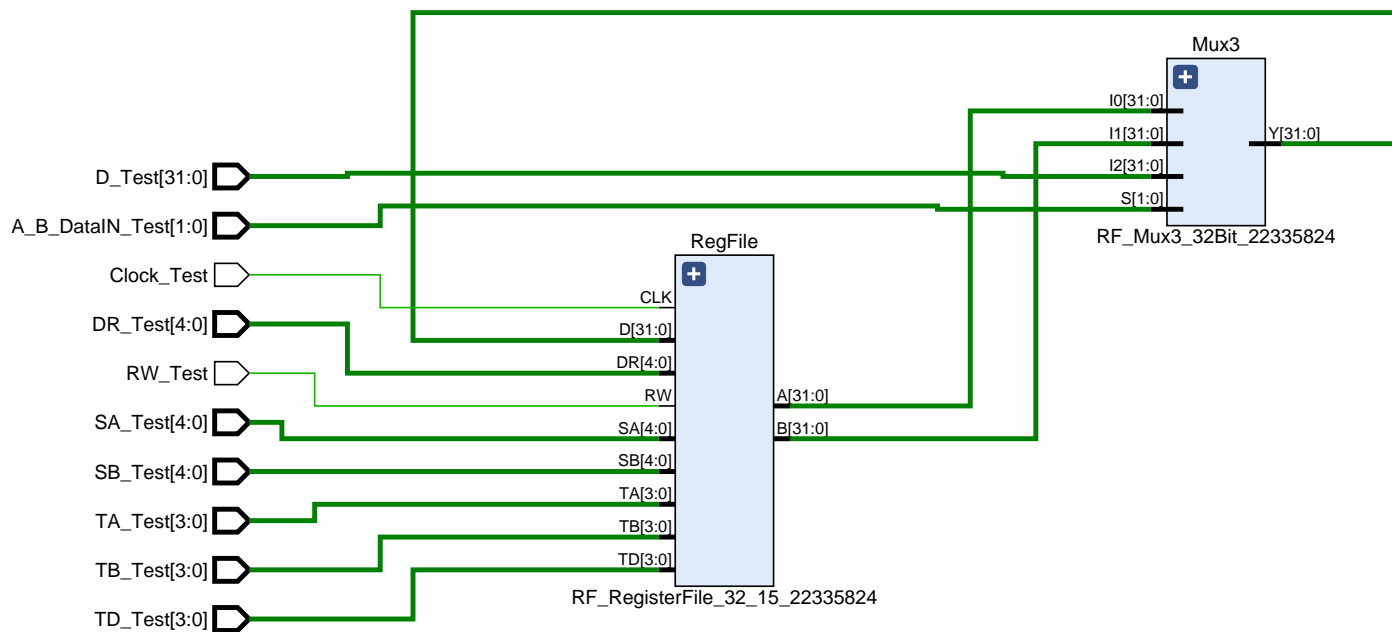 Mux3
I0[31:0]
I1[31:0]
I2[31:0]
S[1:0]
Y[31:0]
RF_Mux3_32Bit_22335824
D_Test[31:0]
A_B_DataIN_Test[1:0]
Clock_Test
DR_Test[4:0]
RW_Test
SA_Test[4:0]
SB_Test[4:0]
TA_Test[3:0]
TB_Test[3:0]
TD_Test[3:0]
RegFile
CLK
D[31:0]
DR[4:0]
RW
SA[4:0]
SB[4:0]
TA[3:0]
TB[3:0]
TD[3:0]
A[31:0]
B[31:0]
RF_RegisterFile_32_15_22335824